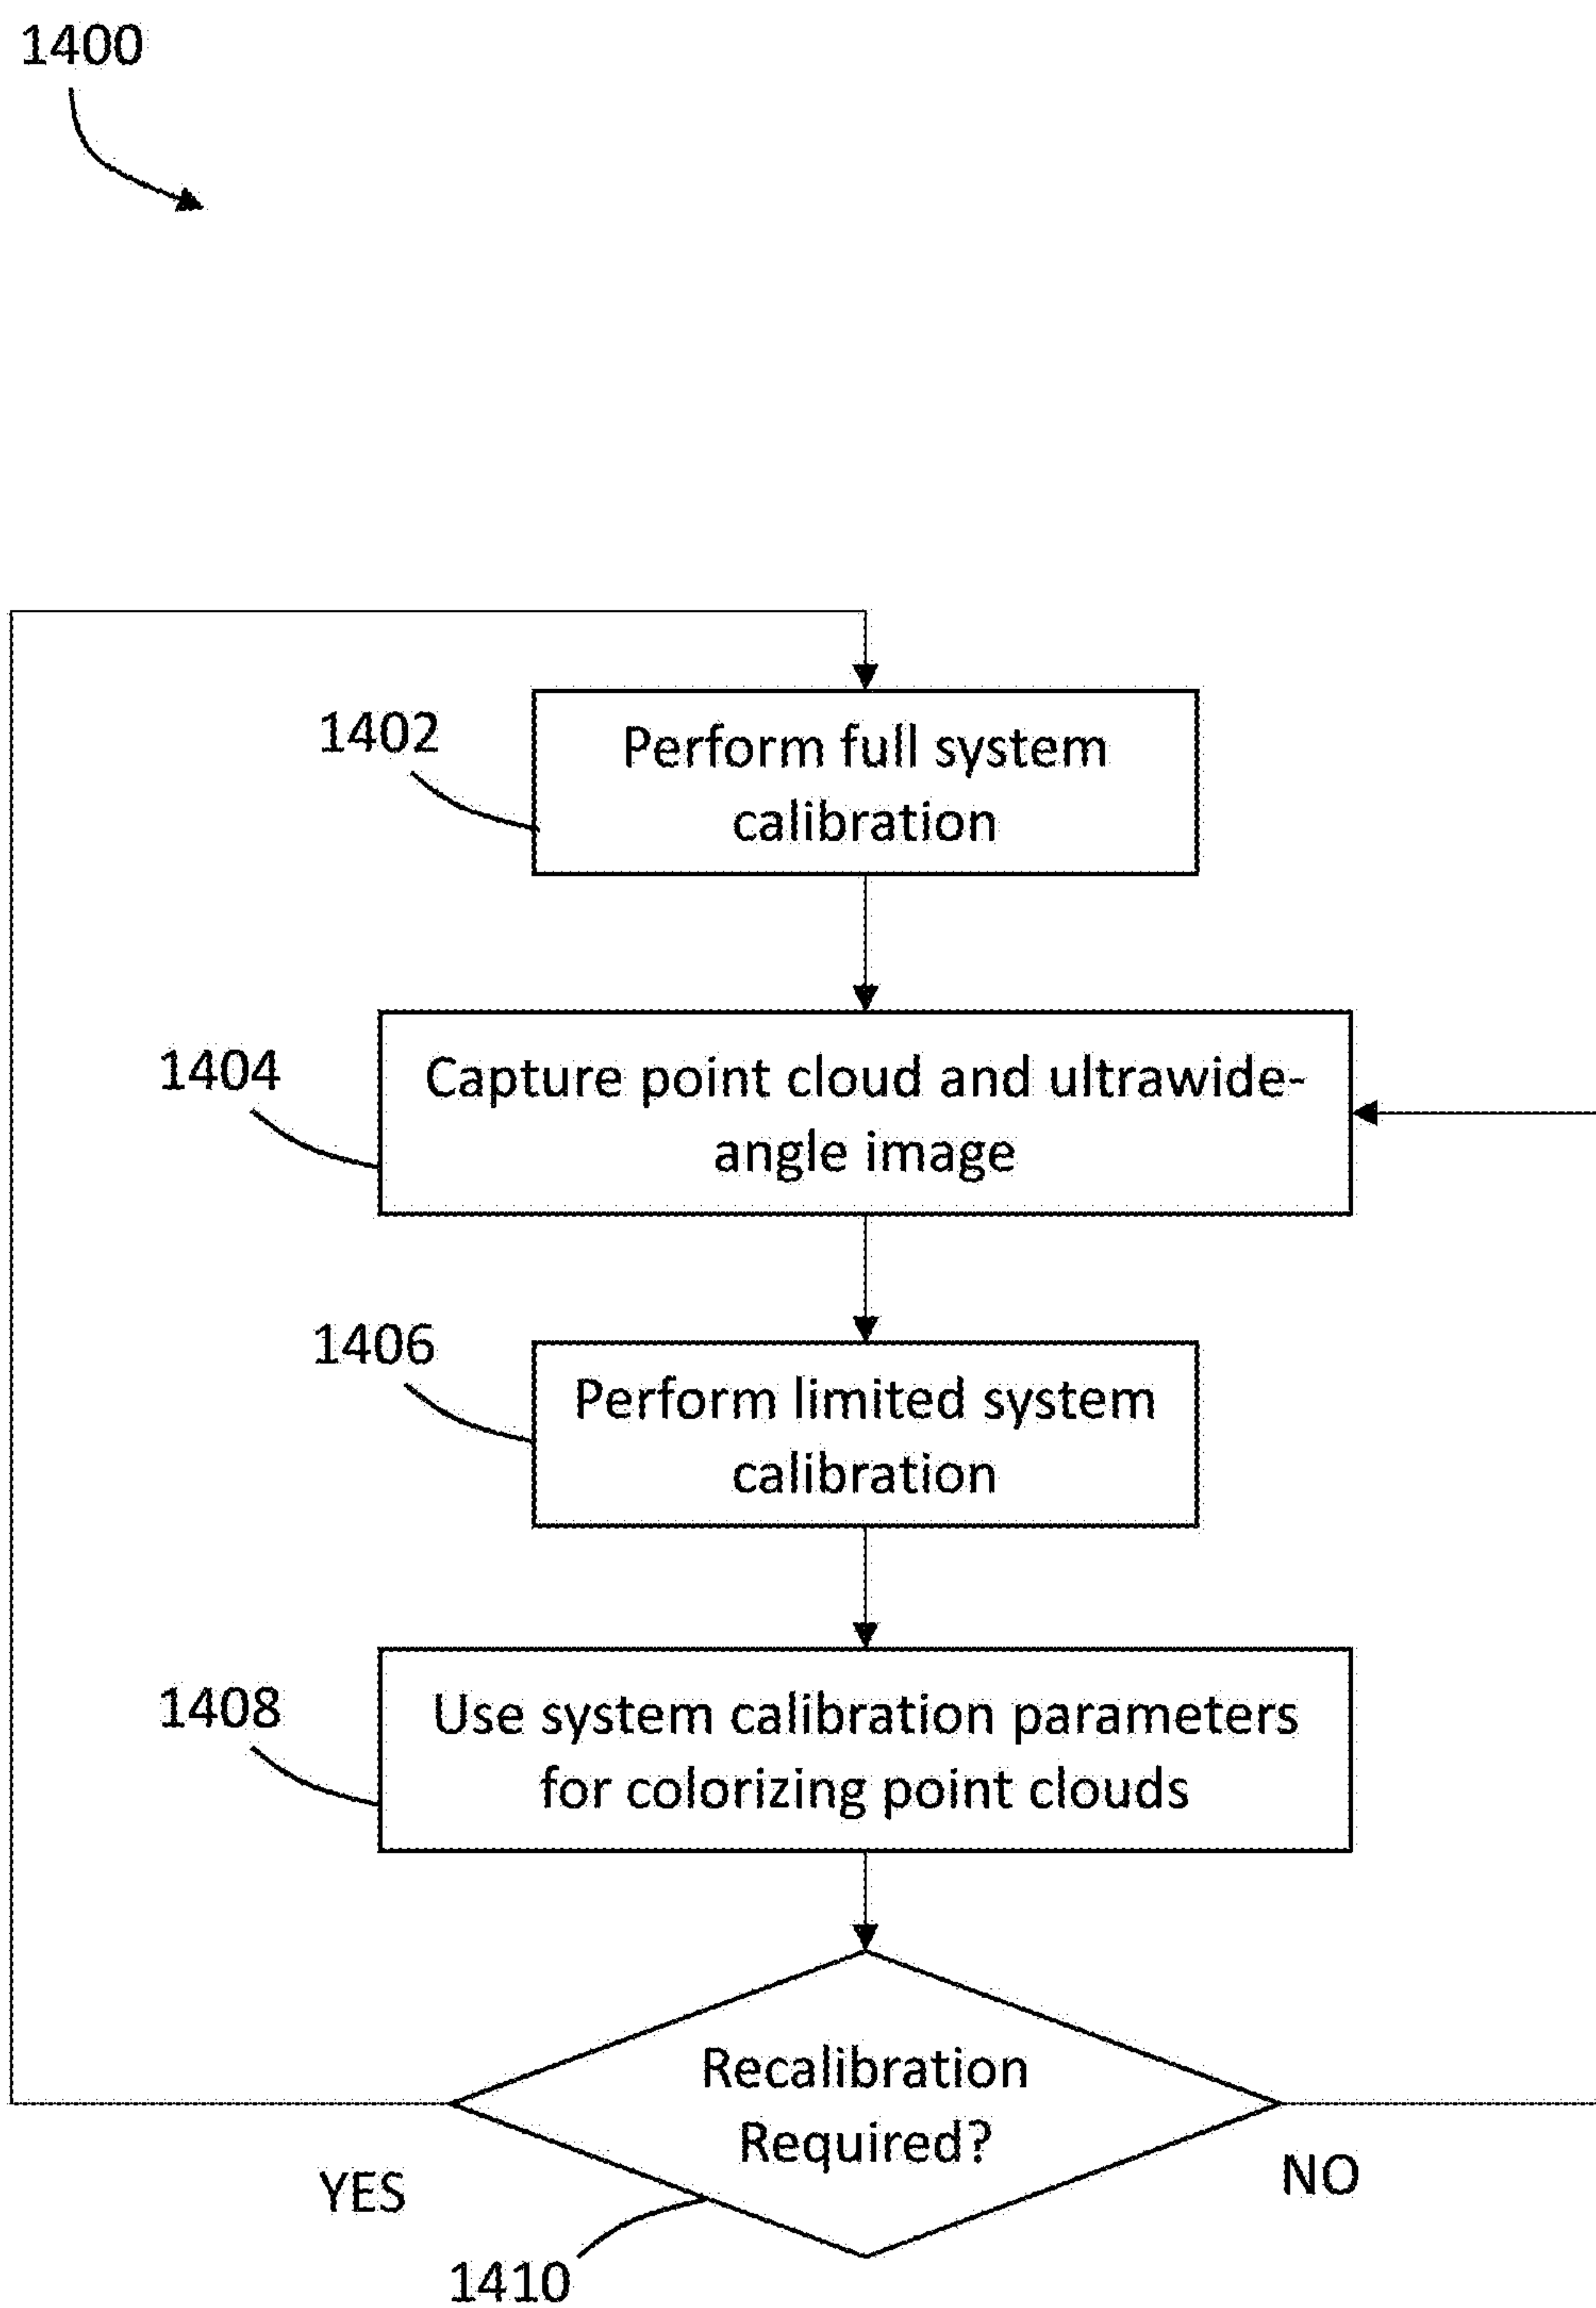 1400
1402
Perform full system
calibration
1404
Capture point cloud and ultrawide-
angle image
1406
Perform limited system
calibration
1408
Use system calibration parameters
for colorizing point clouds
Recalibration
Required?
YES
NO
1410